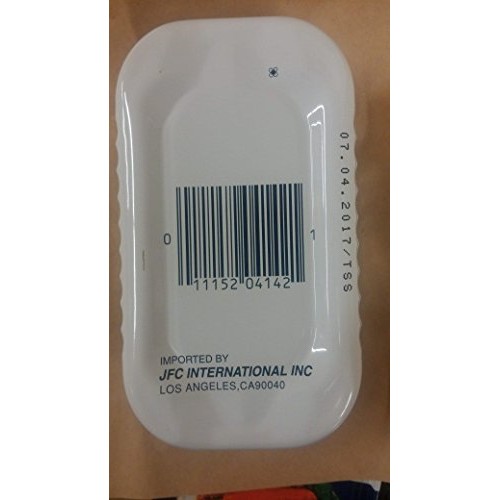 07.04.2017/TSS
0 11152 04142 1
IMPORTED BY
JFC INTERNATIONAL INC
LOS ANGELES,CA90040